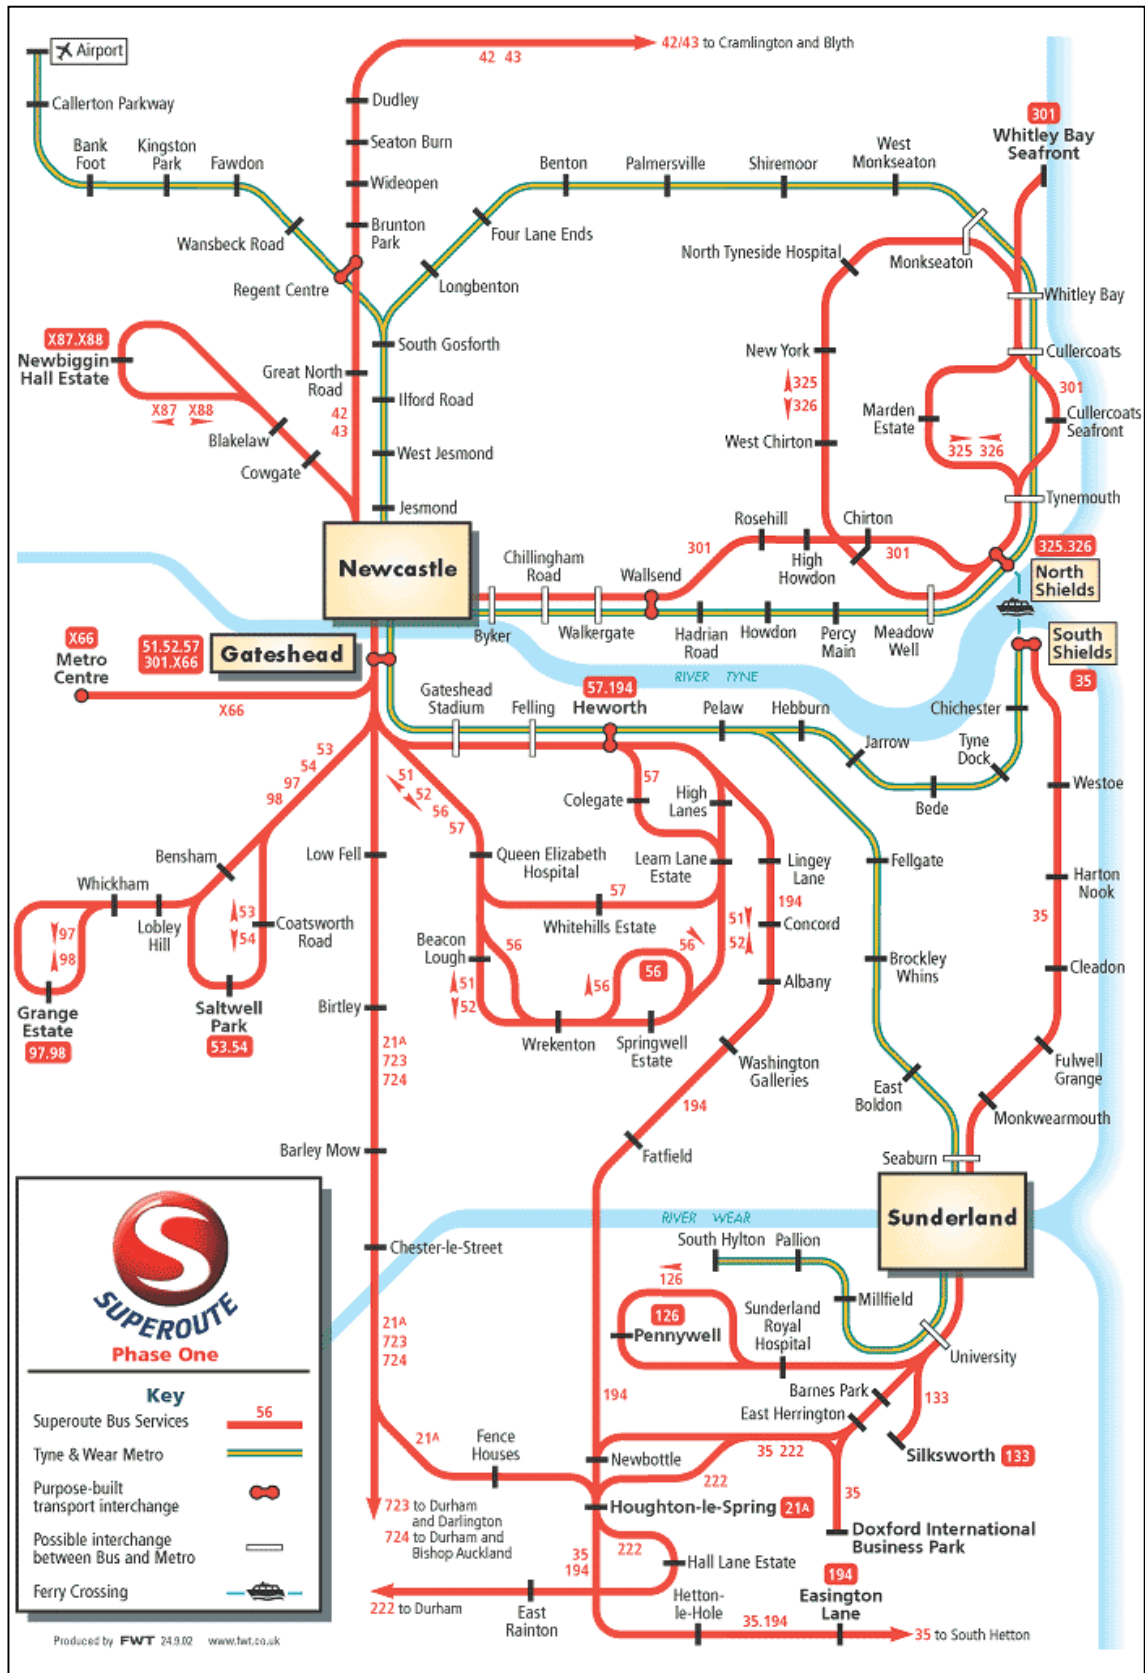 Airport
42 43
42/43 to Cramlington and Blyth
Callerton Parkway
Dudley
Bank
Foot
Kingston
Park
Fawdon
Seaton Burn
Wideopen
Brunton
Park
Wansbeck Road
Regent Centre
Benton
Palmersville
Shiremoor
West
Monkseaton
301
Whitley Bay
Seafront
Four Lane Ends
Longbenton
North Tyneside Hospital
Monkseaton
Whitley Bay
X87.X88
Newbiggin
Hall Estate
X87 X88
Blakelaw
Cowgate
South Gosforth
Great North
Road
42
43
Ilford Road
West Jesmond
Jesmond
New York
325
326
West Chirton
Cullercoats
301
Marden
Estate
Cullercoats
Seafront
325 326
Tynemouth
Newcastle
Chillingham
Road
Wallsend
Rosehill
Chirton
301
High
Howdon
301
325.326
North
Shields
Byker
Walkergate
Hadrian
Road
Howdon
Percy
Main
Meadow
Well
X66
Metro
Centre
51.52.57
301.X66
Gateshead
X66
RIVER TYNE
South
Shields
35
Gateshead
Stadium
Felling
57.194
Heworth
Pelaw
Hebburn
Chichester
Jarrow
Tyne
Dock
Bede
Westoe
53
54
97
98
51
52
56
57
57
Colegate
High
Lanes
Bensham
Low Fell
Queen Elizabeth
Hospital
Leam Lane
Estate
Lingey
Lane
Fellgate
Harton
Nook
Whickham
Lobley
Hill
53
54
Coatsworth
Road
57
Whitehills Estate
194
51
52
Concord
35
97
98
Beacon
Lough
56
56
51
52
56
56
Albany
Brockley
Whins
Cleadon
Grange
Estate
97.98
Saltwell
Park
53.54
Birtley
Wrekenton
Springwell
Estate
Washington
Galleries
21A
723
724
East
Boldon
Fulwell
Grange
194
Monkwearmouth
Barley Mow
Fatfield
Seaburn
RIVER WEAR
Sunderland
Chester-le-Street
South Hylton
Pallion
126
Millfield
126
Pennywell
Sunderland
Royal
Hospital
University
21A
723
724
194
Barnes Park
133
East Herrington
21A
Fence
Houses
Newbottle
35 222
222
Silksworth 133
35
Houghton-le-Spring 21A
723 to Durham
and Darlington
724 to Durham and
Bishop Auckland
Doxford International
Business Park
35
194
222
Hall Lane Estate
222 to Durham
East
Rainton
Hetton-
le-Hole
194
Easington
Lane
35.194
35 to South Hetton
S
SUPEROUTE
Phase One
Key
Superoute Bus Services
56
Tyne & Wear Metro
Purpose-built
transport interchange
Possible interchange
between Bus and Metro
Ferry Crossing
Produced by FWT 24.9.02 www.fwt.co.uk